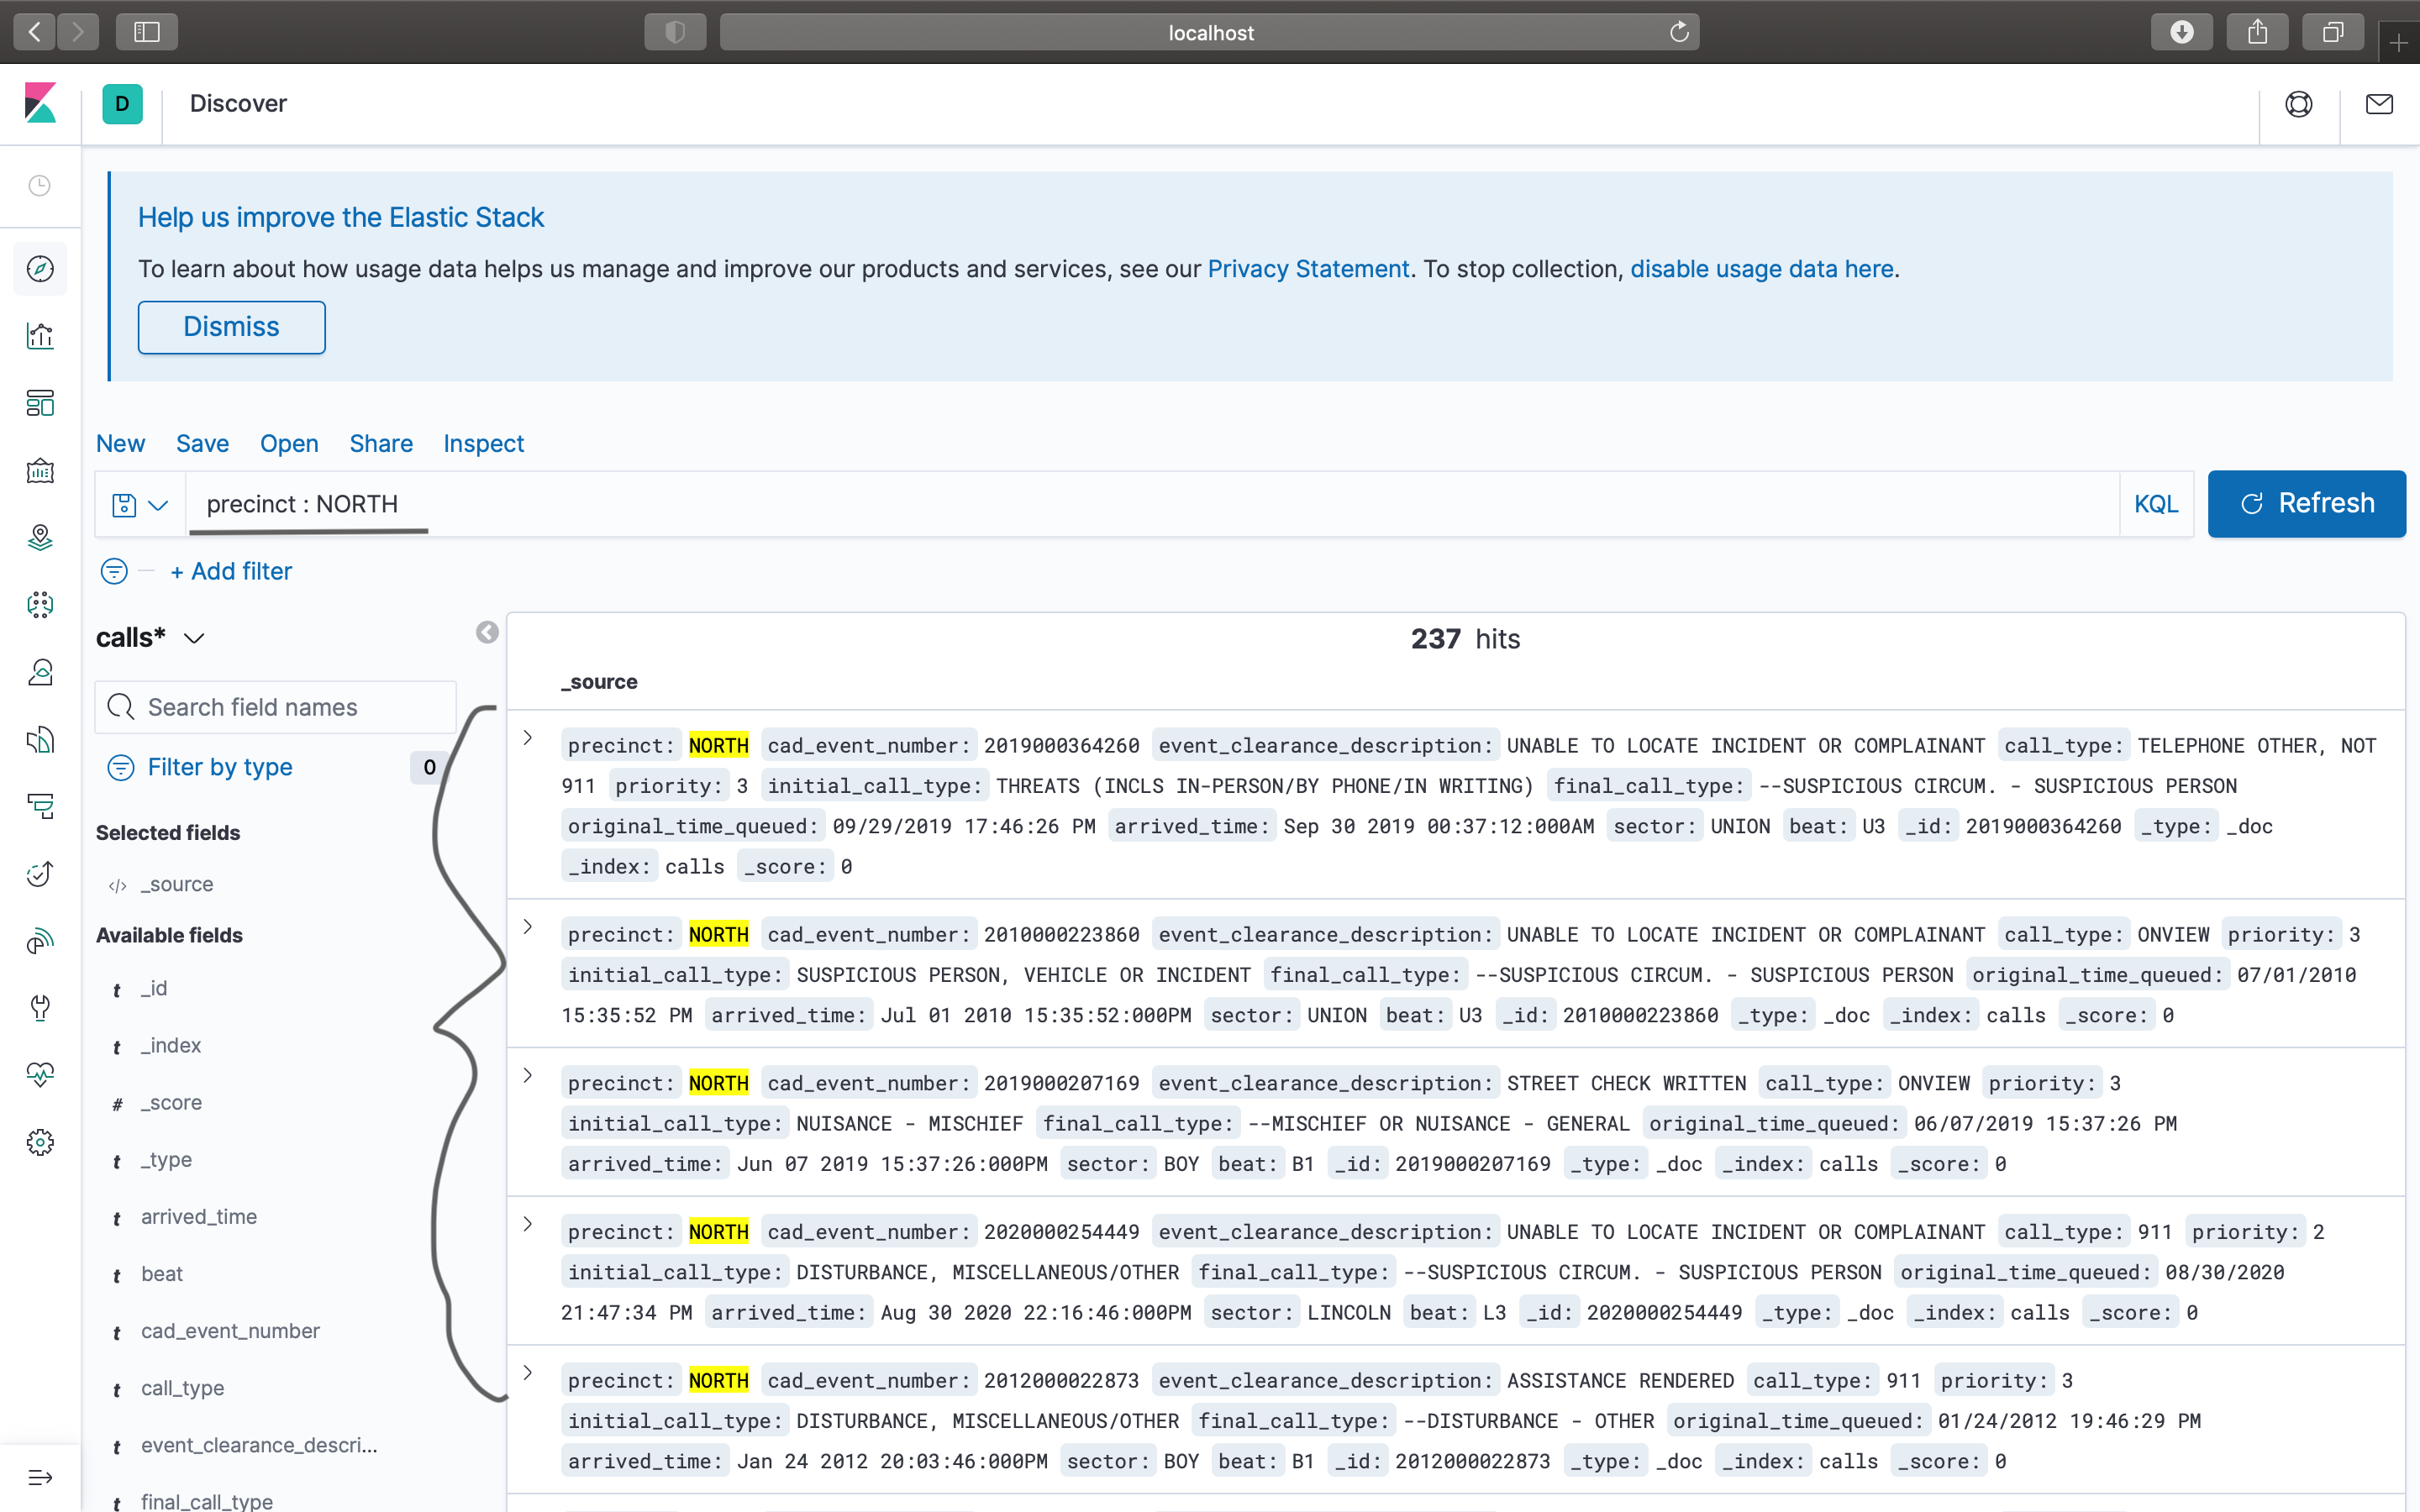 localhost
D Discover
Help us improve the Elastic Stack
To learn about how usage data helps us manage and improve our products and services, see our Privacy Statement. To stop collection, disable usage data here.
Dismiss
New Save Open Share Inspect
precinct : NORTH KQL Refresh
+ Add filter
calls*
Search field names
Filter by type 0
Selected fields
</> _source
Available fields
t _id
t _index
# _score
t _type
t arrived_time
t beat
t cad_event_number
t call_type
t event_clearance_descri...
t final_call_type
237 hits
_source
precinct: NORTH cad_event_number: 2019000364260 event_clearance_description: UNABLE TO LOCATE INCIDENT OR COMPLAINANT call_type: TELEPHONE OTHER, NOT
911 priority: 3 initial_call_type: THREATS (INCLS IN-PERSON/BY PHONE/IN WRITING) final_call_type: --SUSPICIOUS CIRCUM. - SUSPICIOUS PERSON
original_time_queued: 09/29/2019 17:46:26 PM arrived_time: Sep 30 2019 00:37:12:000AM sector: UNION beat: U3 _id: 2019000364260 _type: _doc
_index: calls _score: 0
precinct: NORTH cad_event_number: 2010000223860 event_clearance_description: UNABLE TO LOCATE INCIDENT OR COMPLAINANT call_type: ONVIEW priority: 3
initial_call_type: SUSPICIOUS PERSON, VEHICLE OR INCIDENT final_call_type: --SUSPICIOUS CIRCUM. - SUSPICIOUS PERSON original_time_queued: 07/01/2010
15:35:52 PM arrived_time: Jul 01 2010 15:35:52:000PM sector: UNION beat: U3 _id: 2010000223860 _type: _doc _index: calls _score: 0
precinct: NORTH cad_event_number: 2019000207169 event_clearance_description: STREET CHECK WRITTEN call_type: ONVIEW priority: 3
initial_call_type: NUISANCE - MISCHIEF final_call_type: --MISCHIEF OR NUISANCE - GENERAL original_time_queued: 06/07/2019 15:37:26 PM
arrived_time: Jun 07 2019 15:37:26:000PM sector: BOY beat: B1 _id: 2019000207169 _type: _doc _index: calls _score: 0
precinct: NORTH cad_event_number: 2020000254449 event_clearance_description: UNABLE TO LOCATE INCIDENT OR COMPLAINANT call_type: 911 priority: 2
initial_call_type: DISTURBANCE, MISCELLANEOUS/OTHER final_call_type: --SUSPICIOUS CIRCUM. - SUSPICIOUS PERSON original_time_queued: 08/30/2020
21:47:34 PM arrived_time: Aug 30 2020 22:16:46:000PM sector: LINCOLN beat: L3 _id: 2020000254449 _type: _doc _index: calls _score: 0
precinct: NORTH cad_event_number: 2012000022873 event_clearance_description: ASSISTANCE RENDERED call_type: 911 priority: 3
initial_call_type: DISTURBANCE, MISCELLANEOUS/OTHER final_call_type: --DISTURBANCE - OTHER original_time_queued: 01/24/2012 19:46:29 PM
arrived_time: Jan 24 2012 20:03:46:000PM sector: BOY beat: B1 _id: 2012000022873 _type: _doc _index: calls _score: 0